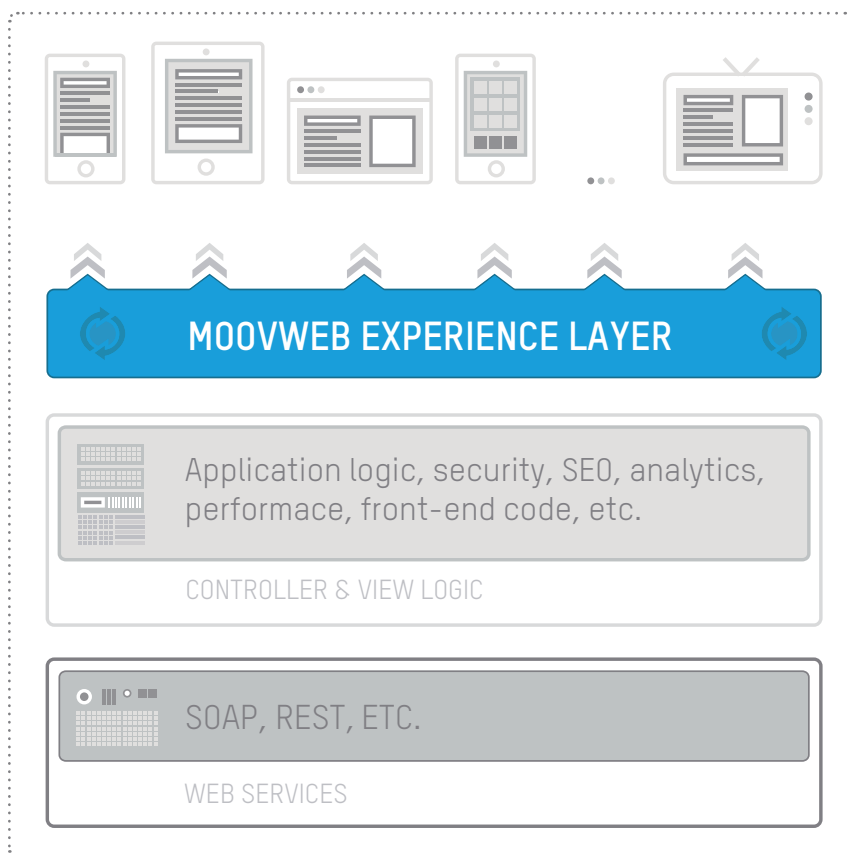 MOOVWEB EXPERIENCE LAYER
Application logic, security, SEO, analytics,
performace, front-end code, etc.
CONTROLLER & VIEW LOGIC
SOAP, REST, ETC.
WEB SERVICES